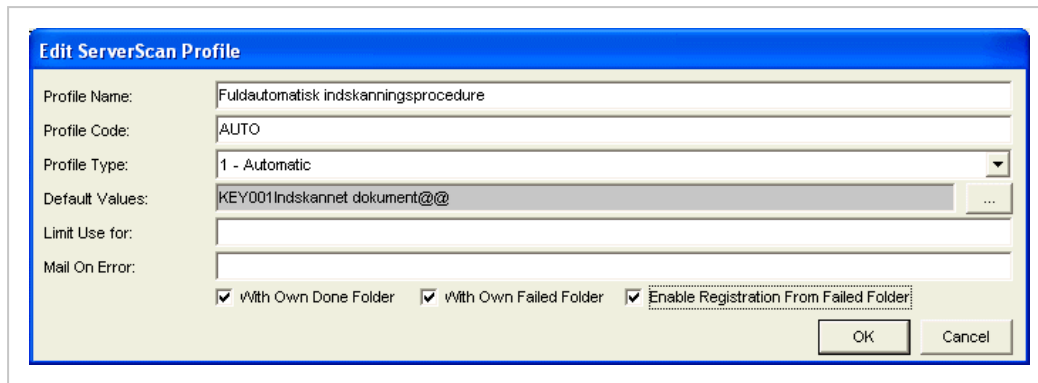 Edit ServerScan Profile
Profile Name: Fuldautomatisk indskanningsprocedure
Profile Code: AUTO
Profile Type: 1 - Automatic
Default Values: KEY001Indskannet dokument@@ ...
Limit Use for:
Mail On Error:
With Own Done Folder With Own Failed Folder Enable Registration From Failed Folder
OK Cancel